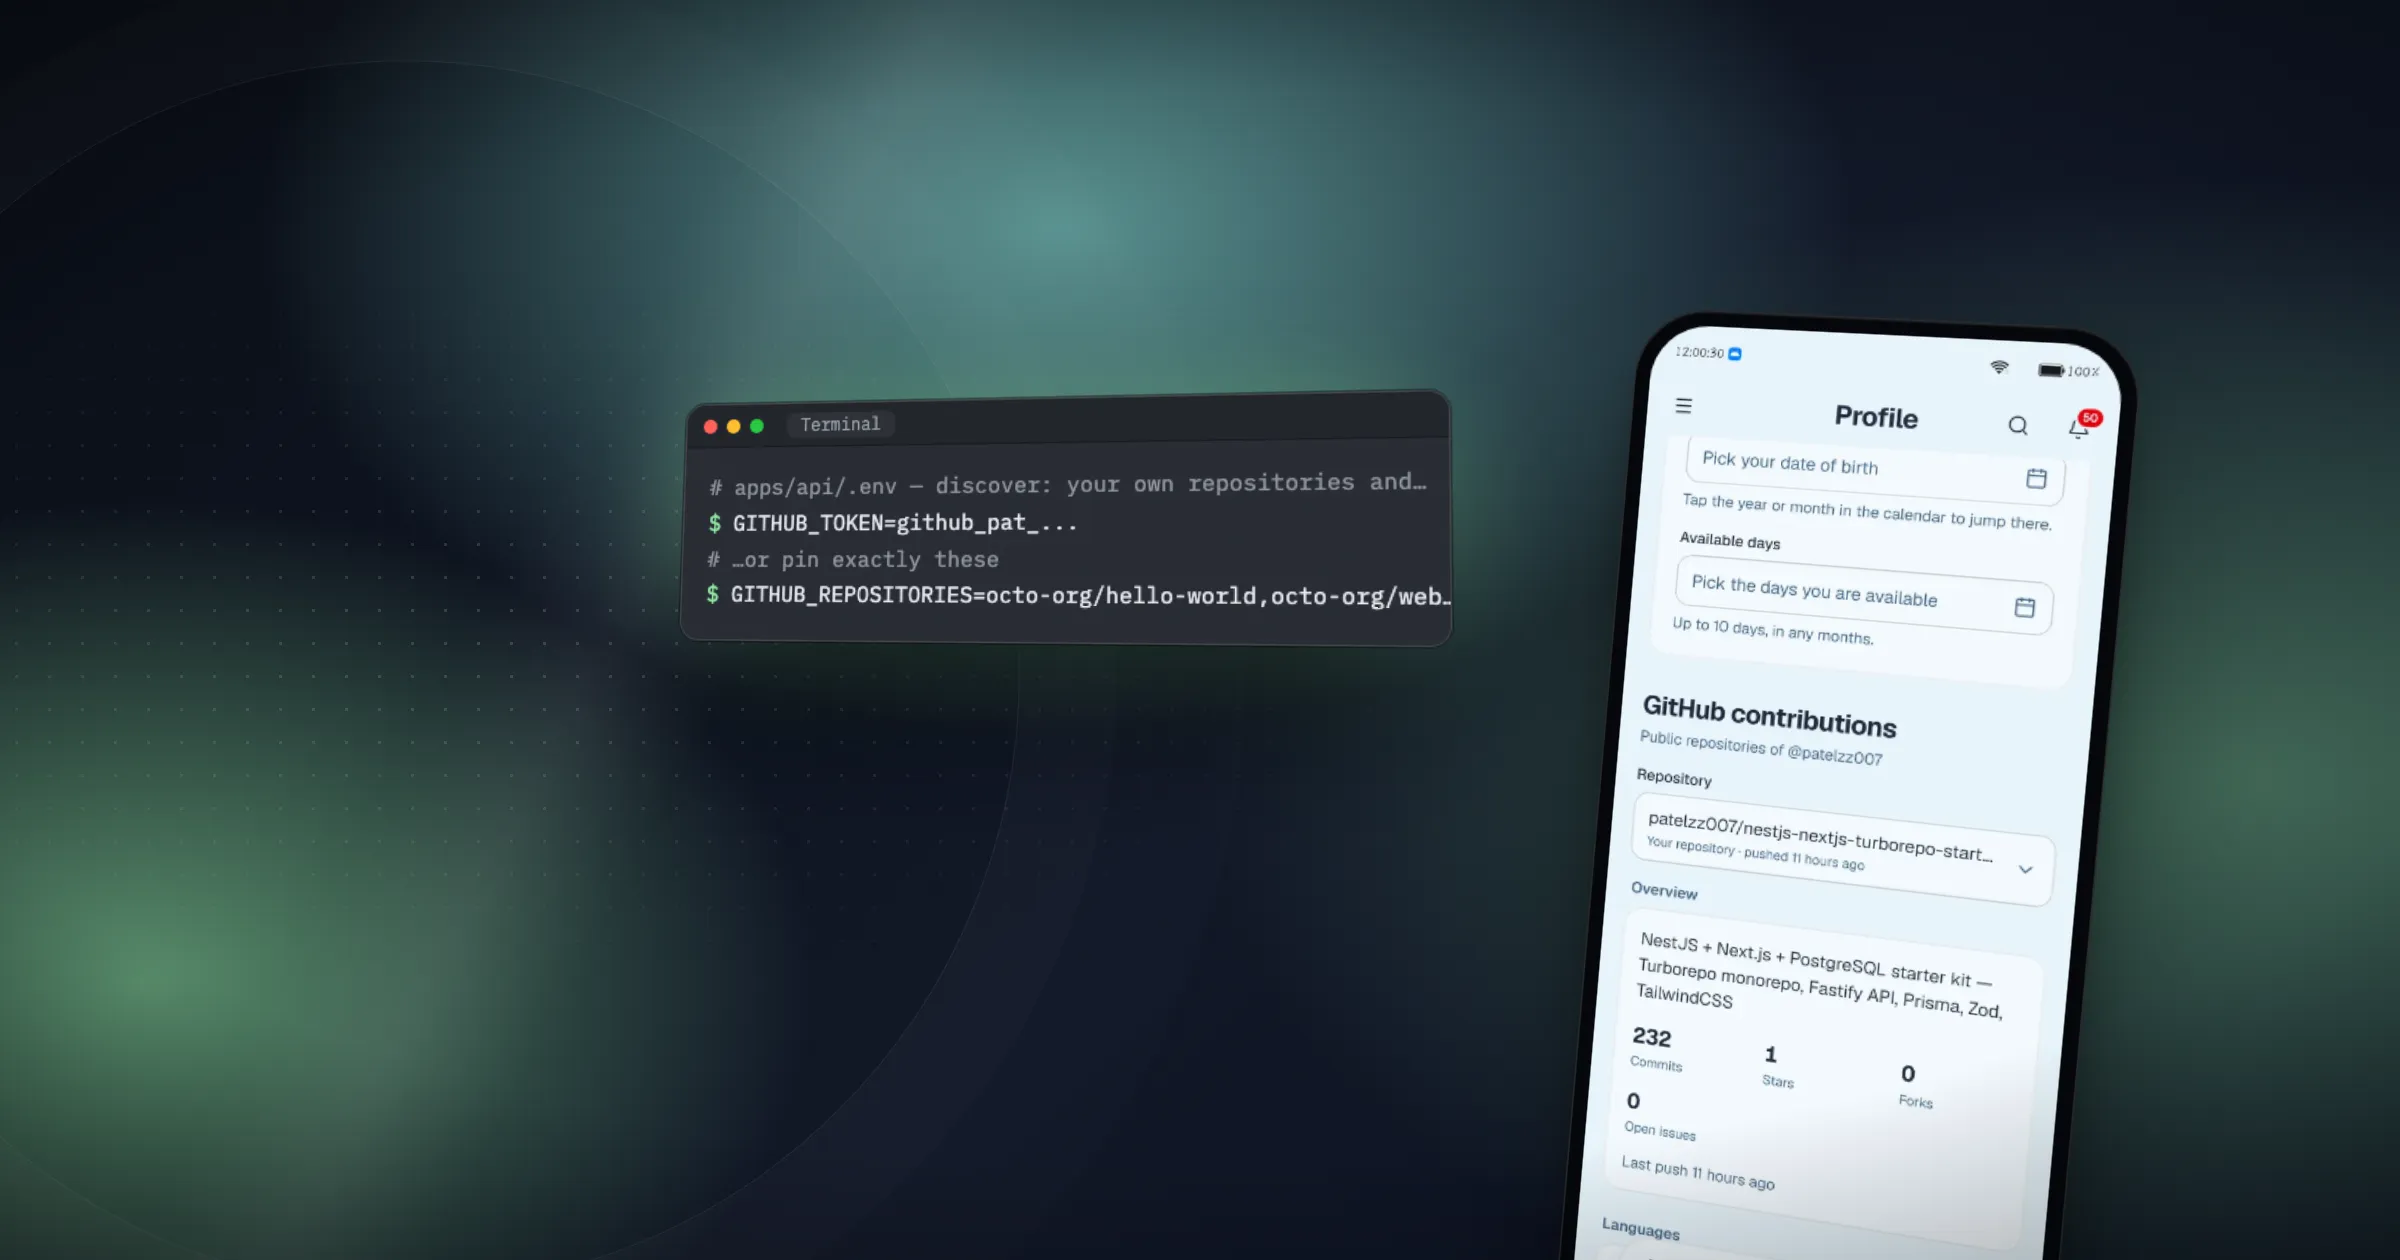 Terminal
# apps/api/.env — discover: your own repositories and…
$ GITHUB_TOKEN=github_pat_...
# …or pin exactly these
$ GITHUB_REPOSITORIES=octo-org/hello-world,octo-org/web…
12:00:30
100%
Profile
50
Pick your date of birth
Tap the year or month in the calendar to jump there.
Available days
Pick the days you are available
Up to 10 days, in any months.
GitHub contributions
Public repositories of @patelzz007
Repository
patelzz007/nestjs-nextjs-turborepo-start…
Your repository · pushed 11 hours ago
Overview
NestJS + Next.js + PostgreSQL starter kit —
Turborepo monorepo, Fastify API, Prisma, Zod,
TailwindCSS
232
Commits
1
Stars
0
Forks
0
Open issues
Last push 11 hours ago
Languages